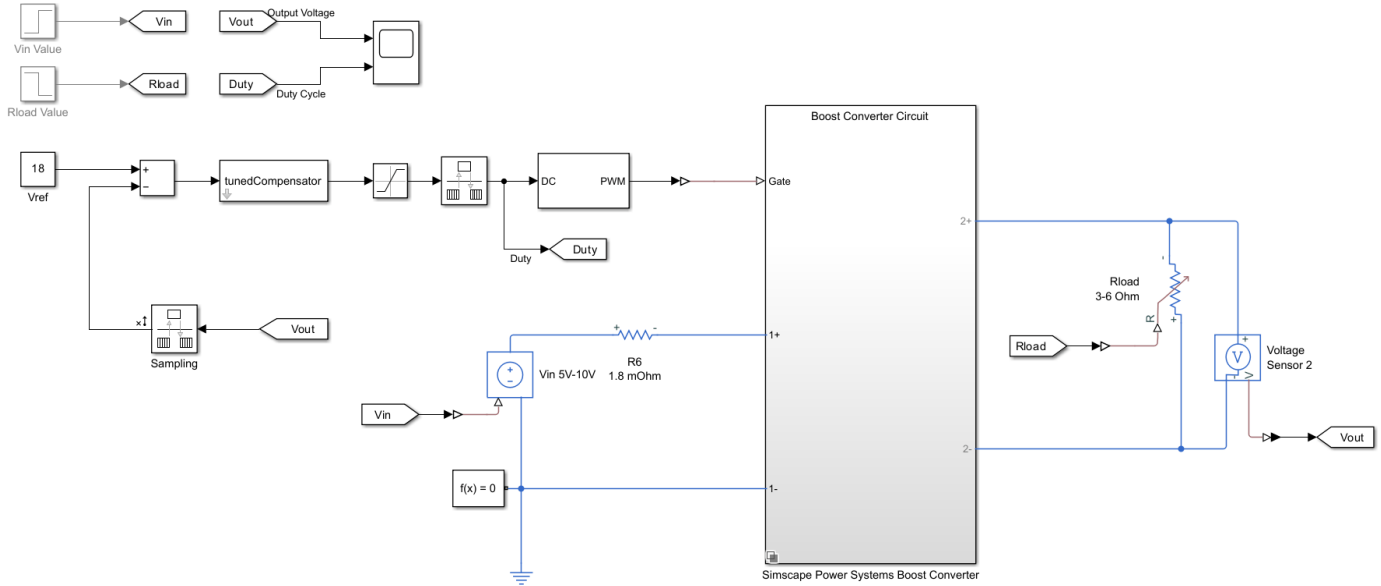 Vin
Vin Value
Vout
Output Voltage
Rload
Rload Value
Duty
Duty Cycle
18
Vref
+
−
tunedCompensator
DC
PWM
Duty
Duty
Vout
Sampling
Boost Converter Circuit
Gate
2+
2-
1+
1-
Simscape Power Systems Boost Converter
+
-
R6
1.8 mOhm
+
−
Vin 5V-10V
Vin
f(x) = 0
Rload
3-6 Ohm
-
+
R
Rload
+
V
-
V
Voltage
Sensor 2
Vout